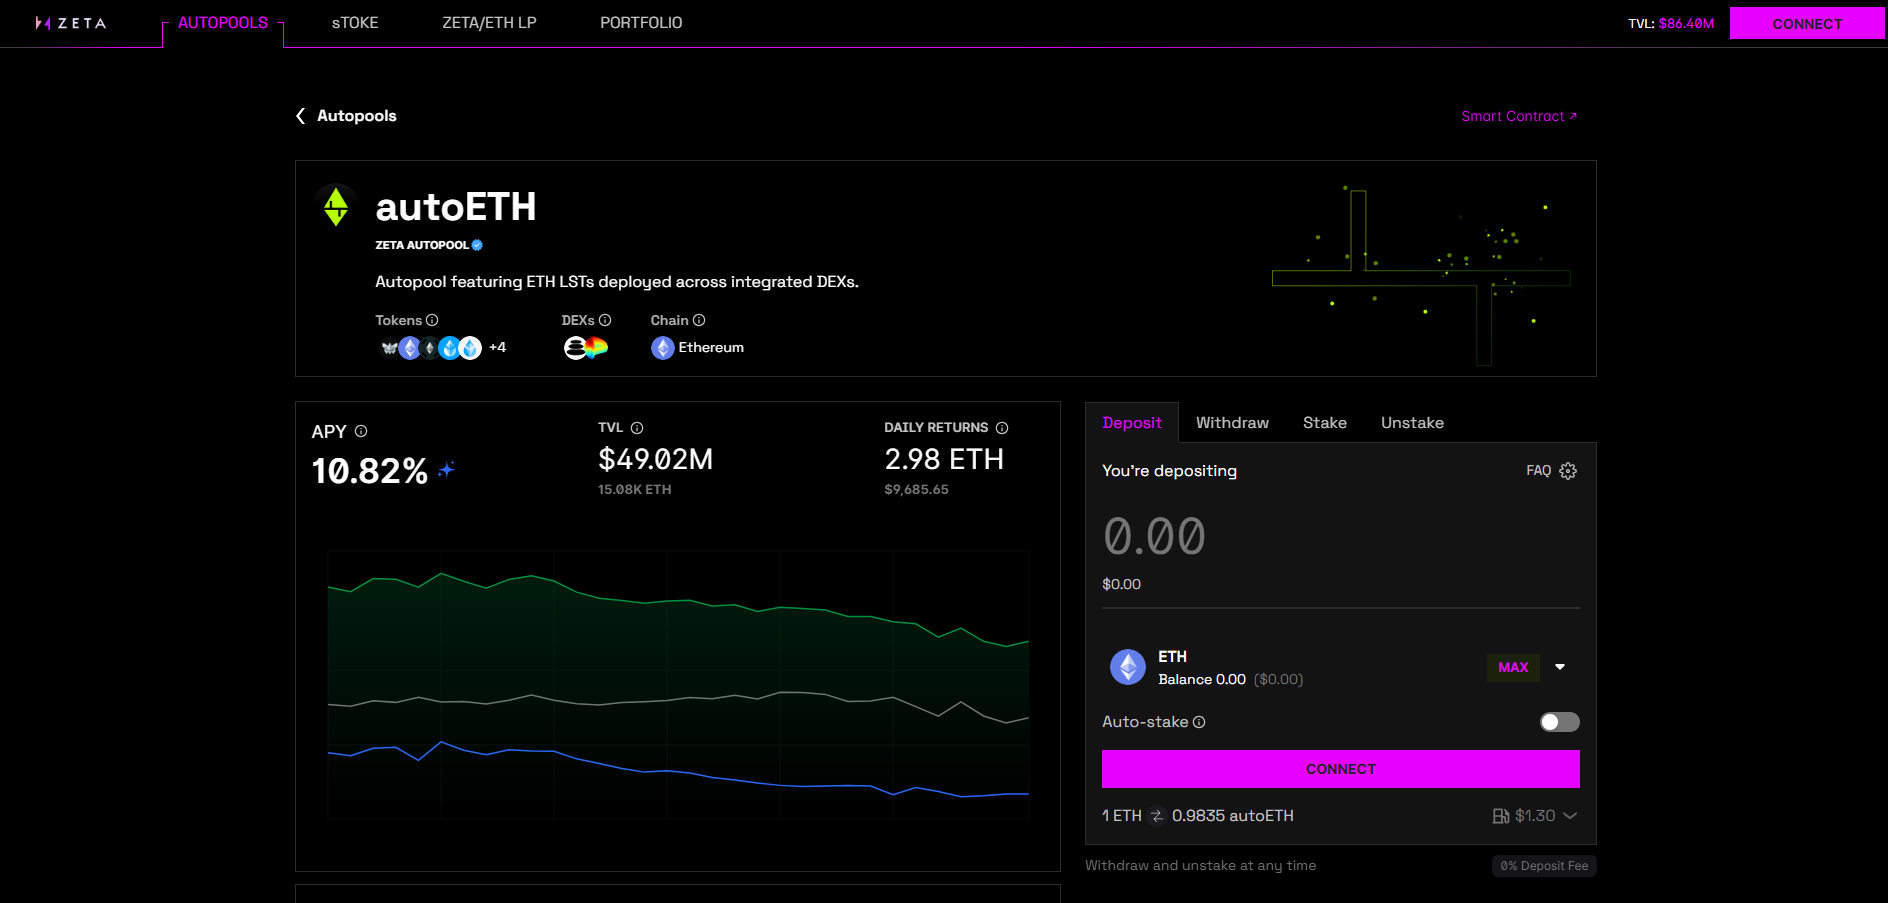 ZETA
AUTOPOOLS
sTOKE
ZETA/ETH LP
PORTFOLIO
TVL: $86.40M
CONNECT
Autopools
Smart Contract ↗
autoETH
ZETA AUTOPOOL
Autopool featuring ETH LSTs deployed across integrated DEXs.
Tokens
DEXs
Chain
+4
Ethereum
APY
10.82%
TVL
$49.02M
15.08K ETH
DAILY RETURNS
2.98 ETH
$9,685.65
Deposit
Withdraw
Stake
Unstake
You're depositing
FAQ
0.00
$0.00
ETH
Balance 0.00 ($0.00)
MAX
Auto-stake
CONNECT
1 ETH ⇄ 0.9835 autoETH
$1.30
Withdraw and unstake at any time
0% Deposit Fee